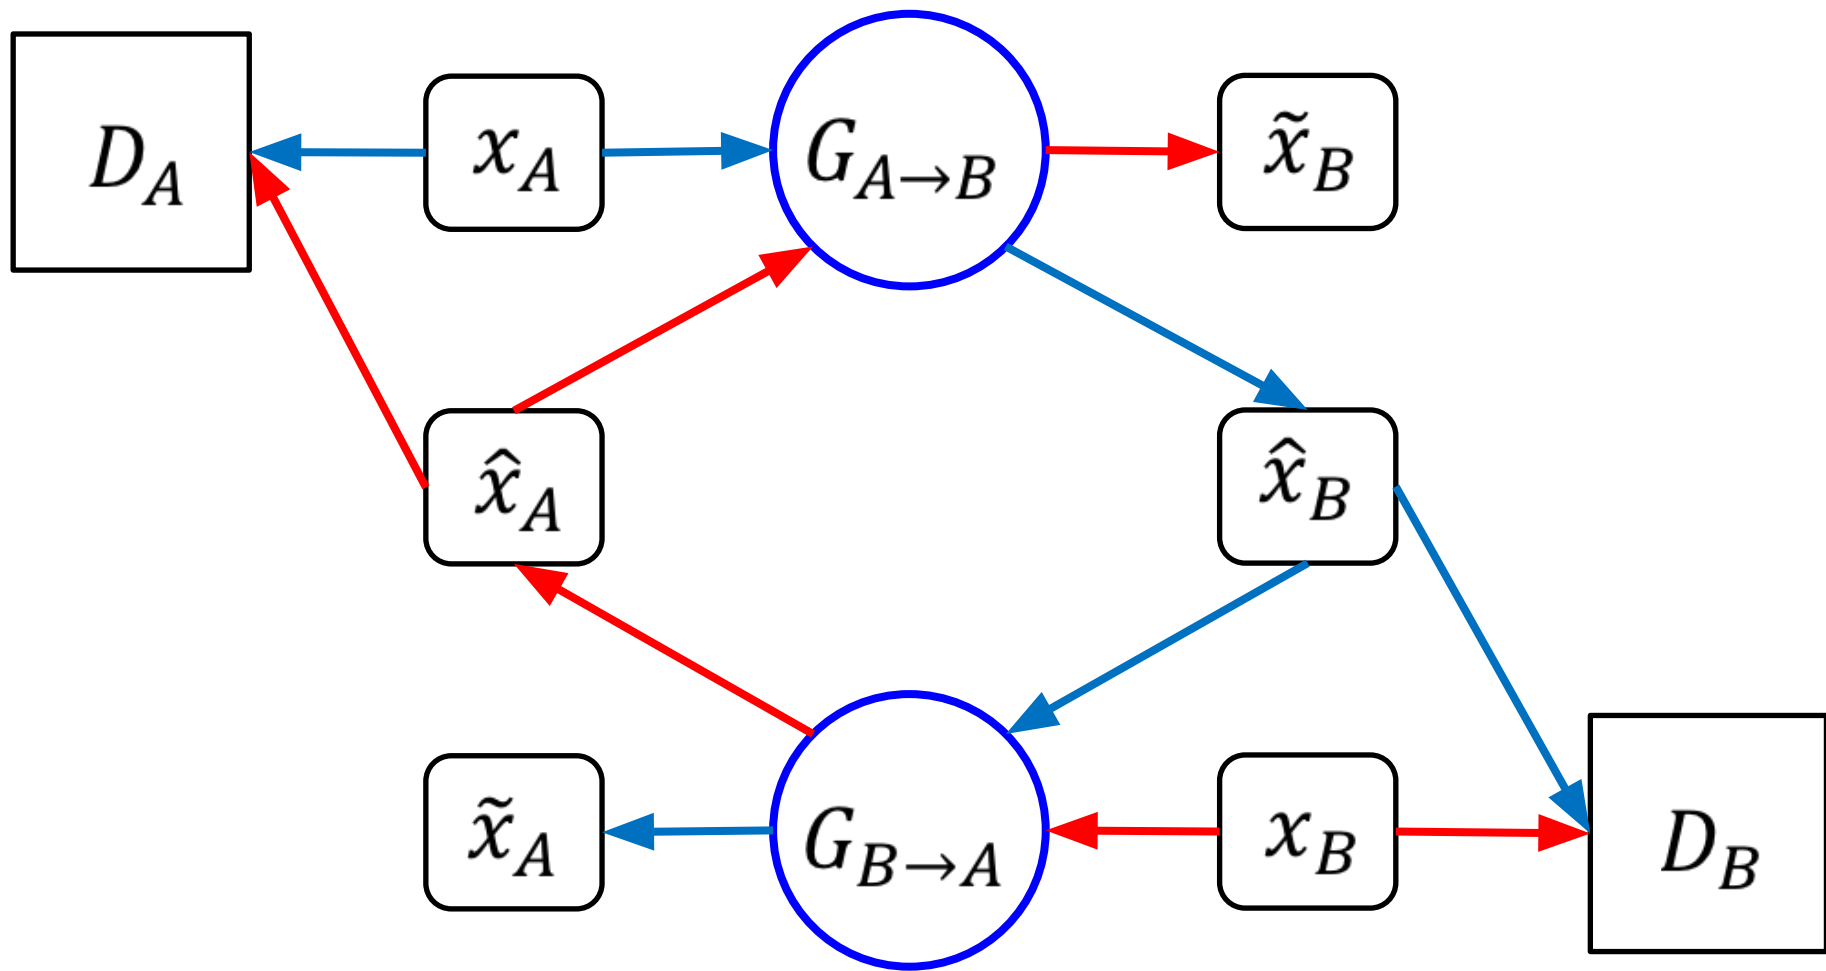 D_A x_A G_{A→B} x̃_B
x̂_A x̂_B
x̃_A G_{B→A} x_B D_B